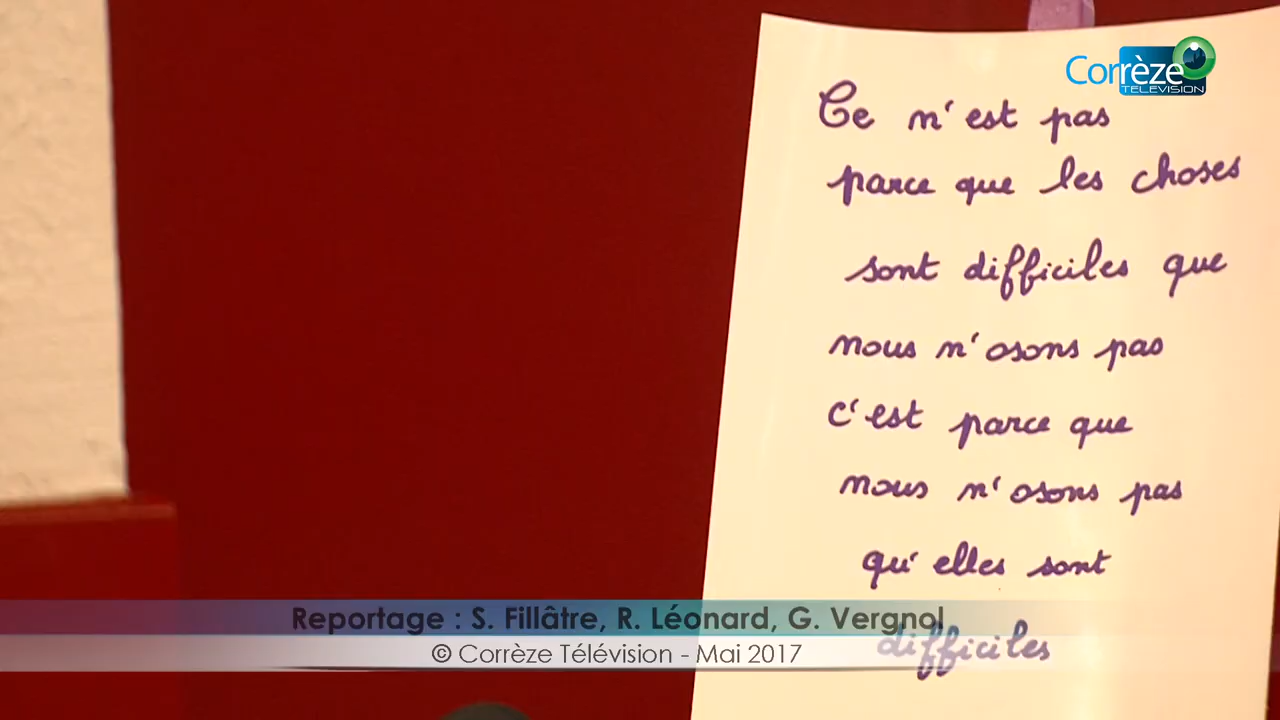 Corrèze
TELEVISION
Ce n'est pas
parce que les choses
sont difficiles que
nous n'osons pas
c'est parce que
nous n'osons pas
qu'elles sont
difficiles
Reportage : S. Fillâtre, R. Léonard, G. Vergnol
© Corrèze Télévision - Mai 2017